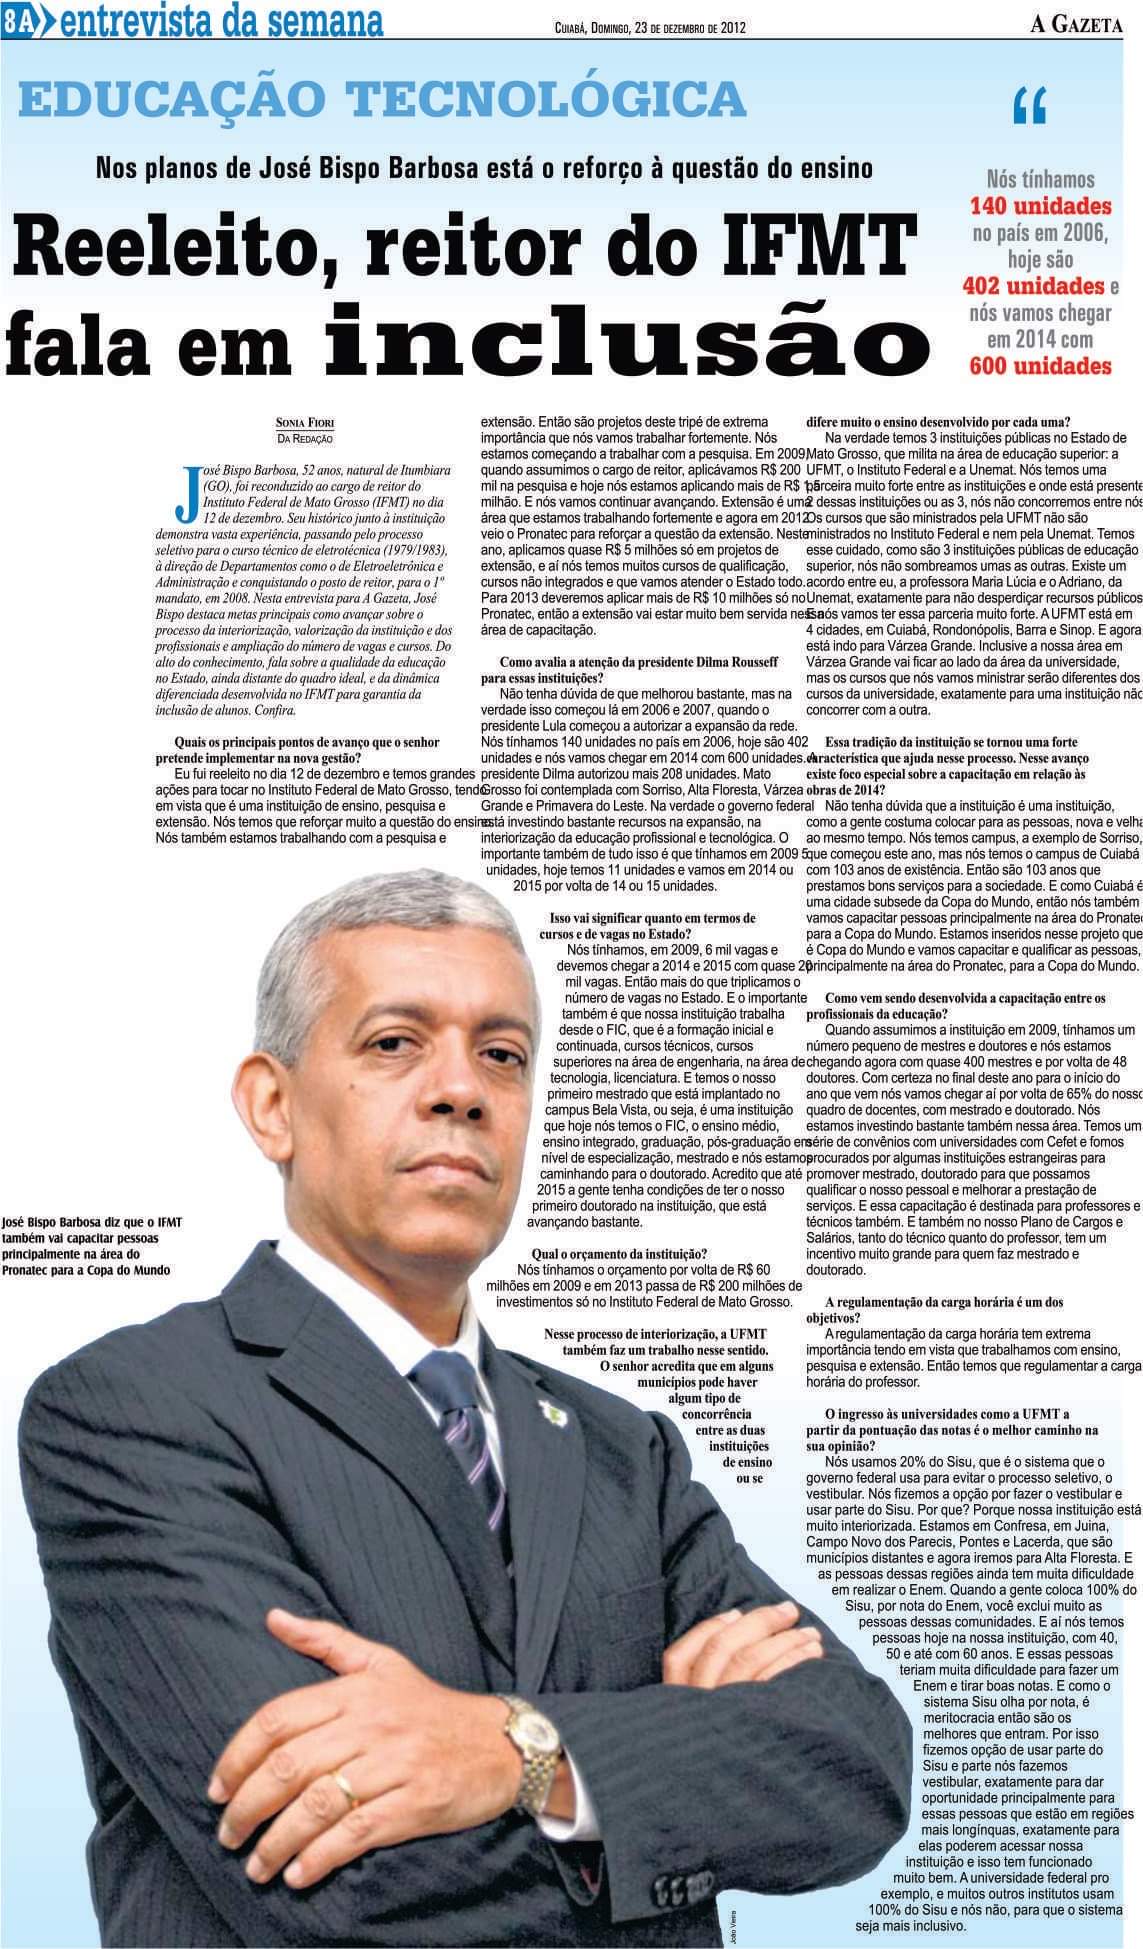 8A entrevista da semana
CUIABÁ, DOMINGO, 23 DE DEZEMBRO DE 2012
A GAZETA
EDUCAÇÃO TECNOLÓGICA
Nos planos de José Bispo Barbosa está o reforço à questão do ensino
Reeleito, reitor do IFMT
fala em inclusão
“
Nós tínhamos
140 unidades
no país em 2006,
hoje são
402 unidades e
nós vamos chegar
em 2014 com
600 unidades
SONIA FIORI
DA REDAÇÃO
José Bispo Barbosa, 52 anos, natural de Itumbiara
(GO), foi reconduzido ao cargo de reitor do
Instituto Federal de Mato Grosso (IFMT) no dia
12 de dezembro. Seu histórico junto à instituição
demonstra vasta experiência, passando pelo processo
seletivo para o curso técnico de eletrotécnica (1979/1983),
à direção de Departamentos como o de Eletroeletrônica e
Administração e conquistando o posto de reitor, para o 1º
mandato, em 2008. Nesta entrevista para A Gazeta, José
Bispo destaca metas principais como avançar sobre o
processo da interiorização, valorização da instituição e dos
profissionais e ampliação do número de vagas e cursos. Do
alto do conhecimento, fala sobre a qualidade da educação
no Estado, ainda distante do quadro ideal, e da dinâmica
diferenciada desenvolvida no IFMT para garantia da
inclusão de alunos. Confira.
Quais os principais pontos de avanço que o senhor
pretende implementar na nova gestão?
Eu fui reeleito no dia 12 de dezembro e temos grandes
ações para tocar no Instituto Federal de Mato Grosso, tendo
em vista que é uma instituição de ensino, pesquisa e
extensão. Nós temos que reforçar muito a questão do ensino.
Nós também estamos trabalhando com a pesquisa e
extensão. Então são projetos deste tripé de extrema
importância que nós vamos trabalhar fortemente. Nós
estamos começando a trabalhar com a pesquisa. Em 2009,
quando assumimos o cargo de reitor, aplicávamos R$ 200
mil na pesquisa e hoje nós estamos aplicando mais de R$ 1,5
milhão. E nós vamos continuar avançando. Extensão é uma
área que estamos trabalhando fortemente e agora em 2012
veio o Pronatec para reforçar a questão da extensão. Neste
ano, aplicamos quase R$ 5 milhões só em projetos de
extensão, e aí nós temos muitos cursos de qualificação,
cursos não integrados e que vamos atender o Estado todo.
Para 2013 deveremos aplicar mais de R$ 10 milhões só no
Pronatec, então a extensão vai estar muito bem servida nessa
área de capacitação.
Como avalia a atenção da presidente Dilma Rousseff
para essas instituições?
Não tenha dúvida de que melhorou bastante, mas na
verdade isso começou lá em 2006 e 2007, quando o
presidente Lula começou a autorizar a expansão da rede.
Nós tínhamos 140 unidades no país em 2006, hoje são 402
unidades e nós vamos chegar em 2014 com 600 unidades. A
presidente Dilma autorizou mais 208 unidades. Mato
Grosso foi contemplada com Sorriso, Alta Floresta, Várzea
Grande e Primavera do Leste. Na verdade o governo federal
está investindo bastante recursos na expansão, na
interiorização da educação profissional e tecnológica. O
importante também de tudo isso é que tínhamos em 2009 5
unidades, hoje temos 11 unidades e vamos em 2014 ou
2015 por volta de 14 ou 15 unidades.
Isso vai significar quanto em termos de
cursos e de vagas no Estado?
Nós tínhamos, em 2009, 6 mil vagas e
devemos chegar a 2014 e 2015 com quase 20
mil vagas. Então mais do que triplicamos o
número de vagas no Estado. E o importante
também é que nossa instituição trabalha
desde o FIC, que é a formação inicial e
continuada, cursos técnicos, cursos
superiores na área de engenharia, na área de
tecnologia, licenciatura. E temos o nosso
primeiro mestrado que está implantado no
campus Bela Vista, ou seja, é uma instituição
que hoje nós temos o FIC, o ensino médio,
ensino integrado, graduação, pós-graduação em
nível de especialização, mestrado e nós estamos
caminhando para o doutorado. Acredito que até
2015 a gente tenha condições de ter o nosso
primeiro doutorado na instituição, que está
avançando bastante.
Qual o orçamento da instituição?
Nós tínhamos o orçamento por volta de R$ 60
milhões em 2009 e em 2013 passa de R$ 200 milhões de
investimentos só no Instituto Federal de Mato Grosso.
Nesse processo de interiorização, a UFMT
também faz um trabalho nesse sentido.
O senhor acredita que em alguns
municípios pode haver
algum tipo de
concorrência
entre as duas
instituições
de ensino
ou se
difere muito o ensino desenvolvido por cada uma?
Na verdade temos 3 instituições públicas no Estado de
Mato Grosso, que milita na área de educação superior: a
UFMT, o Instituto Federal e a Unemat. Nós temos uma
parceira muito forte entre as instituições e onde está presente
2 dessas instituições ou as 3, nós não concorremos entre nós.
Os cursos que são ministrados pela UFMT não são
ministrados no Instituto Federal e nem pela Unemat. Temos
esse cuidado, como são 3 instituições públicas de educação
superior, nós não sombreamos umas as outras. Existe um
acordo entre eu, a professora Maria Lúcia e o Adriano, da
Unemat, exatamente para não desperdiçar recursos públicos.
E nós vamos ter essa parceria muito forte. A UFMT está em
4 cidades, em Cuiabá, Rondonópolis, Barra e Sinop. E agora
está indo para Várzea Grande. Inclusive a nossa área em
Várzea Grande vai ficar ao lado da área da universidade,
mas os cursos que nós vamos ministrar serão diferentes dos
cursos da universidade, exatamente para uma instituição não
concorrer com a outra.
Essa tradição da instituição se tornou uma forte
característica que ajuda nesse processo. Nesse avanço
existe foco especial sobre a capacitação em relação às
obras de 2014?
Não tenha dúvida que a instituição é uma instituição,
como a gente costuma colocar para as pessoas, nova e velha
ao mesmo tempo. Nós temos campus, a exemplo de Sorriso,
que começou este ano, mas nós temos o campus de Cuiabá
com 103 anos de existência. Então são 103 anos que
prestamos bons serviços para a sociedade. E como Cuiabá é
uma cidade subsede da Copa do Mundo, então nós também
vamos capacitar pessoas principalmente na área do Pronatec
para a Copa do Mundo. Estamos inseridos nesse projeto que
é Copa do Mundo e vamos capacitar e qualificar as pessoas,
principalmente na área do Pronatec, para a Copa do Mundo.
Como vem sendo desenvolvida a capacitação entre os
profissionais da educação?
Quando assumimos a instituição em 2009, tínhamos um
número pequeno de mestres e doutores e nós estamos
chegando agora com quase 400 mestres e por volta de 48
doutores. Com certeza no final deste ano para o início do
ano que vem nós vamos chegar aí por volta de 65% do nosso
quadro de docentes, com mestrado e doutorado. Nós
estamos investindo bastante também nessa área. Temos uma
série de convênios com universidades com Cefet e fomos
procurados por algumas instituições estrangeiras para
promover mestrado, doutorado para que possamos
qualificar o nosso pessoal e melhorar a prestação de
serviços. E essa capacitação é destinada para professores e
técnicos também. E também no nosso Plano de Cargos e
Salários, tanto do técnico quanto do professor, tem um
incentivo muito grande para quem faz mestrado e
doutorado.
A regulamentação da carga horária é um dos
objetivos?
A regulamentação da carga horária tem extrema
importância tendo em vista que trabalhamos com ensino,
pesquisa e extensão. Então temos que regulamentar a carga
horária do professor.
O ingresso às universidades como a UFMT a
partir da pontuação das notas é o melhor caminho na
sua opinião?
Nós usamos 20% do Sisu, que é o sistema que o
governo federal usa para evitar o processo seletivo, o
vestibular. Nós fizemos a opção por fazer o vestibular e
usar parte do Sisu. Por que? Porque nossa instituição está
muito interiorizada. Estamos em Confresa, em Juina,
Campo Novo dos Parecis, Pontes e Lacerda, que são
municípios distantes e agora iremos para Alta Floresta. E
as pessoas dessas regiões ainda tem muita dificuldade
em realizar o Enem. Quando a gente coloca 100% do
Sisu, por nota do Enem, você exclui muito as
pessoas dessas comunidades. E aí nós temos
pessoas hoje na nossa instituição, com 40,
50 e até com 60 anos. E essas pessoas
teriam muita dificuldade para fazer um
Enem e tirar boas notas. E como o
sistema Sisu olha por nota, é
meritocracia então são os
melhores que entram. Por isso
fizemos opção de usar parte do
Sisu e parte nós fazemos
vestibular, exatamente para dar
oportunidade principalmente para
essas pessoas que estão em regiões
mais longínquas, exatamente para
elas poderem acessar nossa
instituição e isso tem funcionado
muito bem. A universidade federal pro
exemplo, e muitos outros institutos usam
100% do Sisu e nós não, para que o sistema
seja mais inclusivo.
José Bispo Barbosa diz que o IFMT
também vai capacitar pessoas
principalmente na área do
Pronatec para a Copa do Mundo
João Vieira